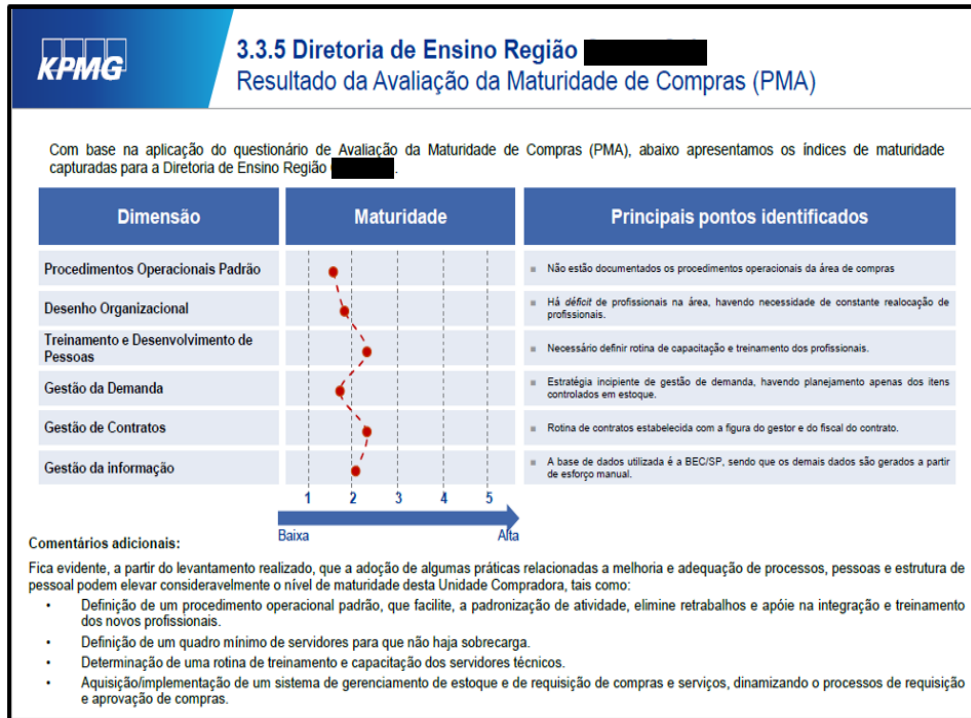 KPMG
3.3.5 Diretoria de Ensino Região
Resultado da Avaliação da Maturidade de Compras (PMA)
Com base na aplicação do questionário de Avaliação da Maturidade de Compras (PMA), abaixo apresentamos os índices de maturidade
capturadas para a Diretoria de Ensino Região .
Dimensão
Maturidade
Principais pontos identificados
Procedimentos Operacionais Padrão
Não estão documentados os procedimentos operacionais da área de compras
Desenho Organizacional
Há déficit de profissionais na área, havendo necessidade de constante realocação de
profissionais.
Treinamento e Desenvolvimento de
Pessoas
Necessário definir rotina de capacitação e treinamento dos profissionais.
Gestão da Demanda
Estratégia incipiente de gestão de demanda, havendo planejamento apenas dos itens
controlados em estoque.
Gestão de Contratos
Rotina de contratos estabelecida com a figura do gestor e do fiscal do contrato.
Gestão da informação
A base de dados utilizada é a BEC/SP, sendo que os demais dados são gerados a partir
de esforço manual.
1 2 3 4 5
Baixa Alta
Comentários adicionais:
Fica evidente, a partir do levantamento realizado, que a adoção de algumas práticas relacionadas a melhoria e adequação de processos, pessoas e estrutura de
pessoal podem elevar consideravelmente o nível de maturidade desta Unidade Compradora, tais como:
• Definição de um procedimento operacional padrão, que facilite, a padronização de atividade, elimine retrabalhos e apóie na integração e treinamento
dos novos profissionais.
• Definição de um quadro mínimo de servidores para que não haja sobrecarga.
• Determinação de uma rotina de treinamento e capacitação dos servidores técnicos.
• Aquisição/implementação de um sistema de gerenciamento de estoque e de requisição de compras e serviços, dinamizando o processos de requisição
e aprovação de compras.